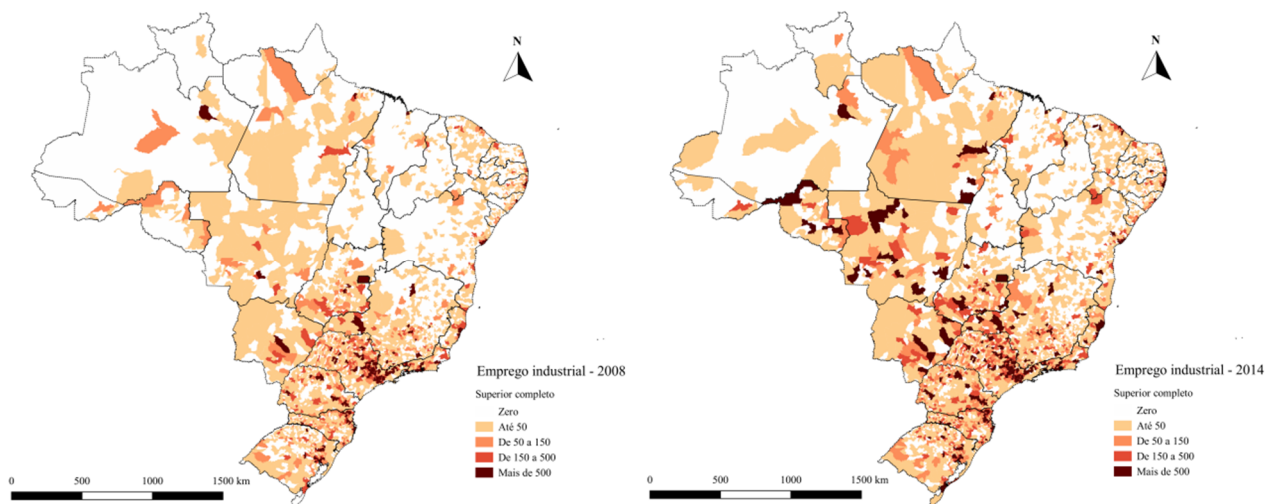 N
Emprego industrial - 2008
Superior completo
Zero
Até 50
De 50 a 150
De 150 a 500
Mais de 500
0 500 1000 1500 km
N
Emprego industrial - 2014
Superior completo
Zero
Até 50
De 50 a 150
De 150 a 500
Mais de 500
0 500 1000 1500 km